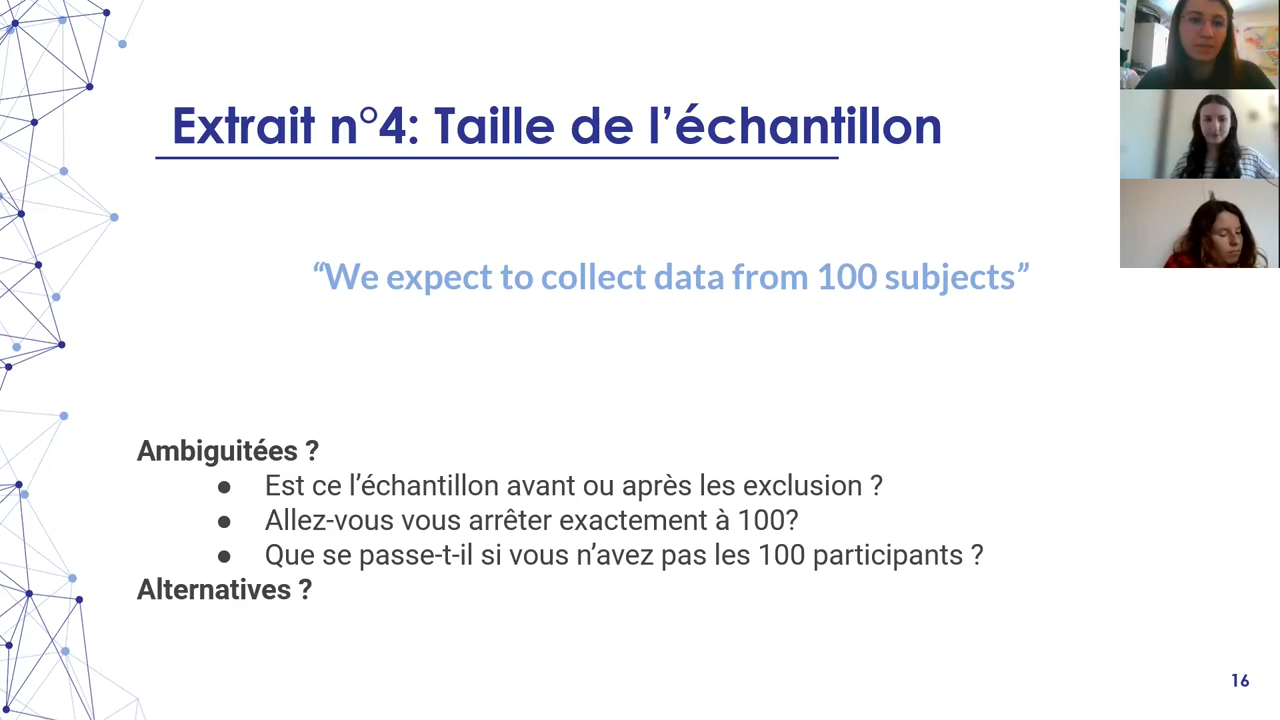 Extrait n°4: Taille de l’échantillon
“We expect to collect data from 100 subjects”
Ambiguitées ?
● Est ce l’échantillon avant ou après les exclusion ?
● Allez-vous vous arrêter exactement à 100?
● Que se passe-t-il si vous n’avez pas les 100 participants ?
Alternatives ?
16